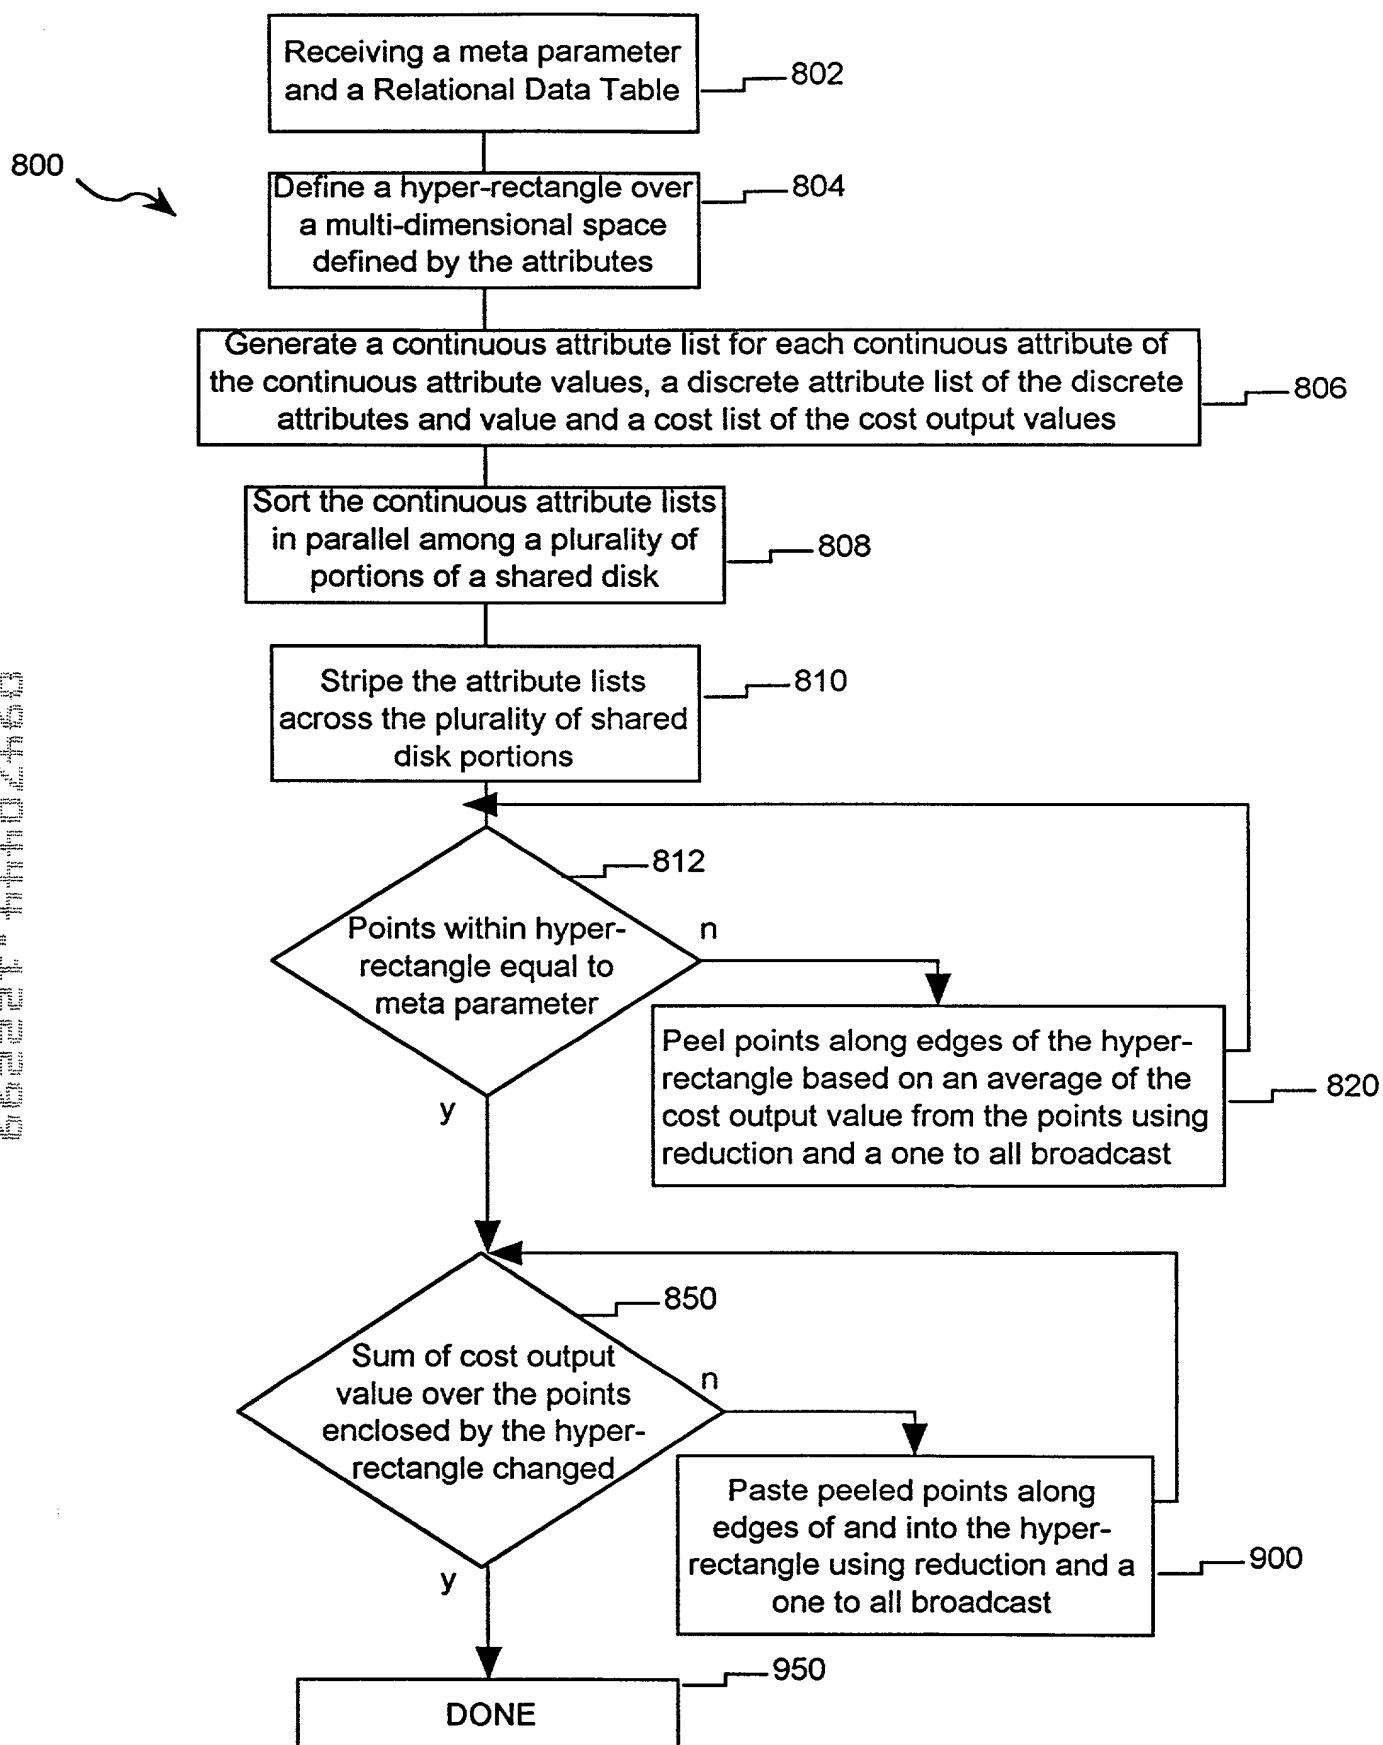 Receiving a meta parameter
and a Relational Data Table
802
800
Define a hyper-rectangle over
a multi-dimensional space
defined by the attributes
804
Generate a continuous attribute list for each continuous attribute of
the continuous attribute values, a discrete attribute list of the discrete
attributes and value and a cost list of the cost output values
806
Sort the continuous attribute lists
in parallel among a plurality of
portions of a shared disk
808
Stripe the attribute lists
across the plurality of shared
disk portions
810
812
Points within hyper-
rectangle equal to
meta parameter
n
y
Peel points along edges of the hyper-
rectangle based on an average of the
cost output value from the points using
reduction and a one to all broadcast
820
850
Sum of cost output
value over the points
enclosed by the hyper-
rectangle changed
n
y
Paste peeled points along
edges of and into the hyper-
rectangle using reduction and a
one to all broadcast
900
950
DONE